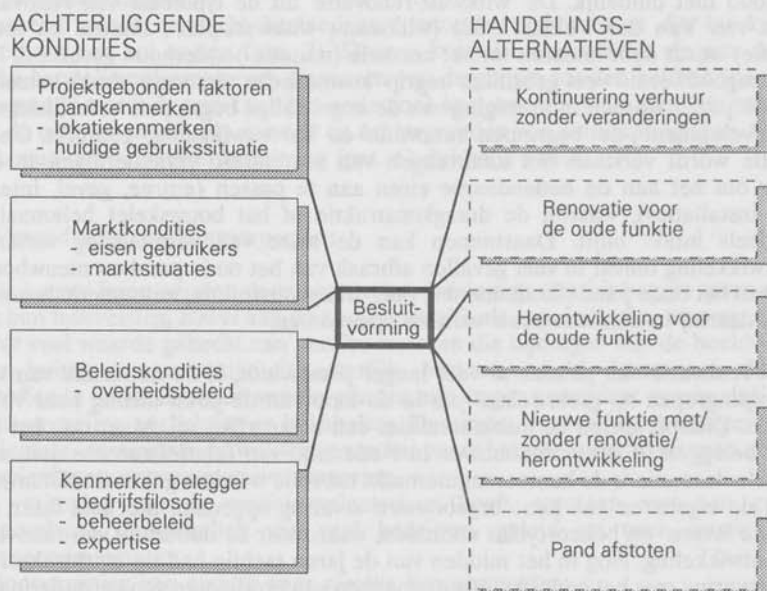 ACHTERLIGGENDE
KONDITIES
Projektgebonden faktoren
- pandkenmerken
- lokatiekenmerken
- huidige gebruikssituatie
Marktkondities
- eisen gebruikers
- marktsituaties
Beleidskondities
- overheidsbeleid
Kenmerken belegger
- bedrijfsfilosofie
- beheerbeleid
- expertise
Besluit-
vorming
HANDELINGS-
ALTERNATIEVEN
Kontinuering verhuur
zonder veranderingen
Renovatie voor
de oude funktie
Herontwikkeling voor
de oude funktie
Nieuwe funktie met/
zonder renovatie/
herontwikkeling
Pand afstoten